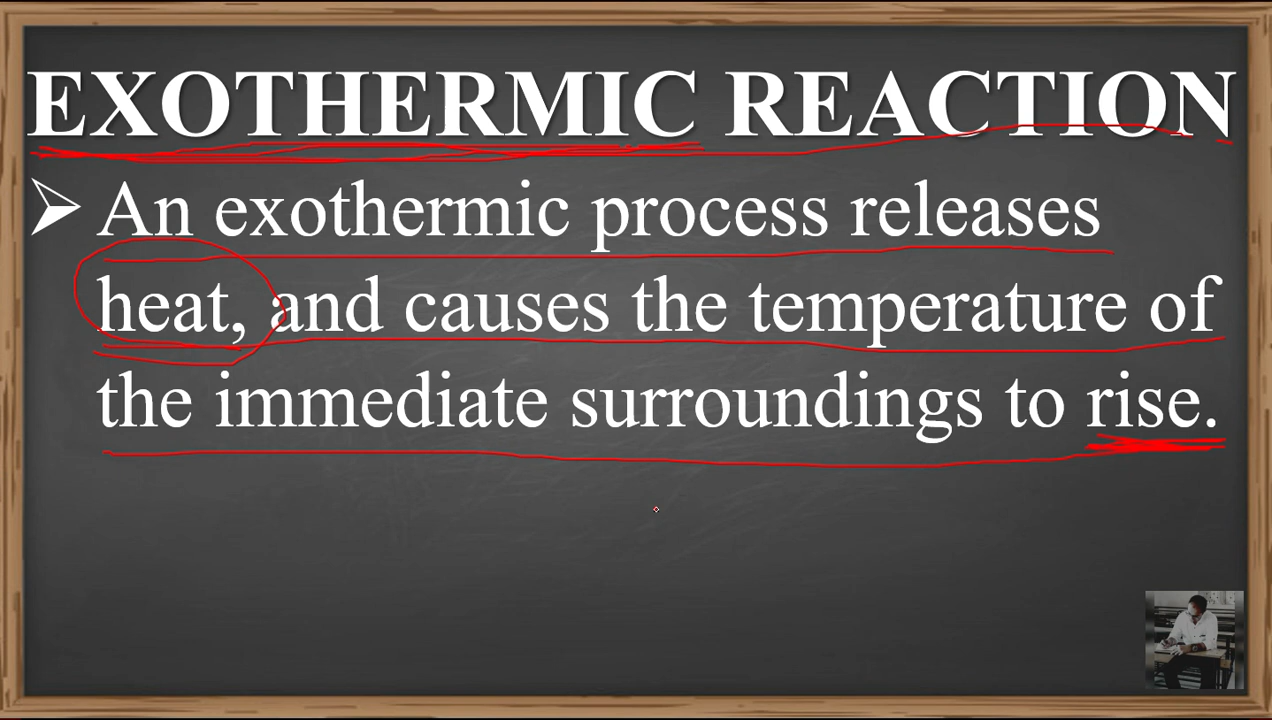 EXOTHERMIC REACTION
An exothermic process releases
heat, and causes the temperature of
the immediate surroundings to rise.